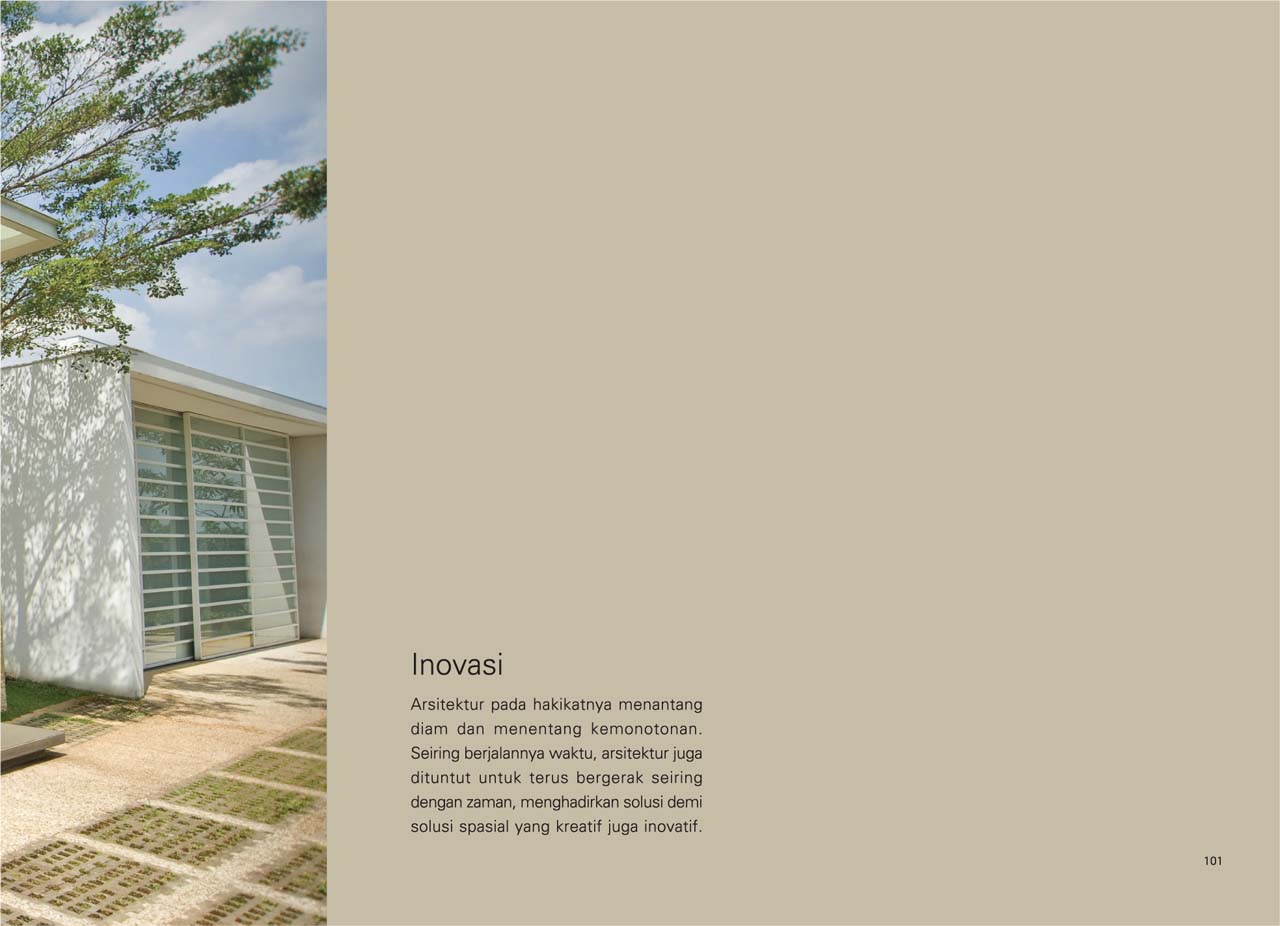 Inovasi
Arsitektur pada hakikatnya menantang
diam dan menentang kemonotonan.
Seiring berjalannya waktu, arsitektur juga
dituntut untuk terus bergerak seiring
dengan zaman, menghadirkan solusi demi
solusi spasial yang kreatif juga inovatif.
101